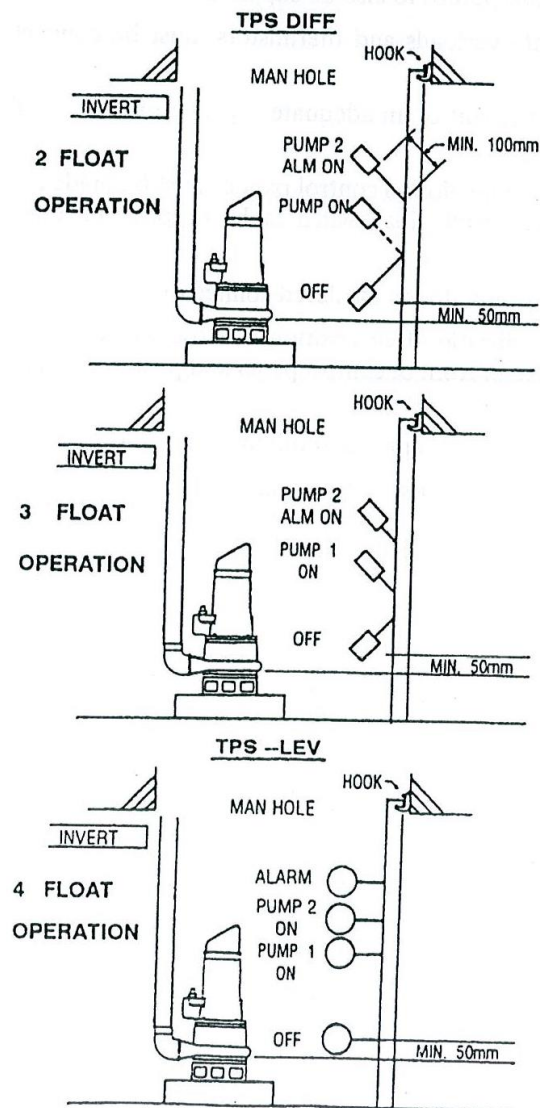 TPS DIFF
HOOK
MAN HOLE
INVERT
2 FLOAT
OPERATION
PUMP 2
ALM ON
MIN. 100mm
PUMP ON
OFF
MIN. 50mm
HOOK
MAN HOLE
INVERT
3 FLOAT
OPERATION
PUMP 2
ALM ON
PUMP 1
ON
OFF
MIN. 50mm
TPS --LEV
HOOK
MAN HOLE
INVERT
4 FLOAT
OPERATION
ALARM
PUMP 2
ON
PUMP 1
ON
OFF
MIN. 50mm